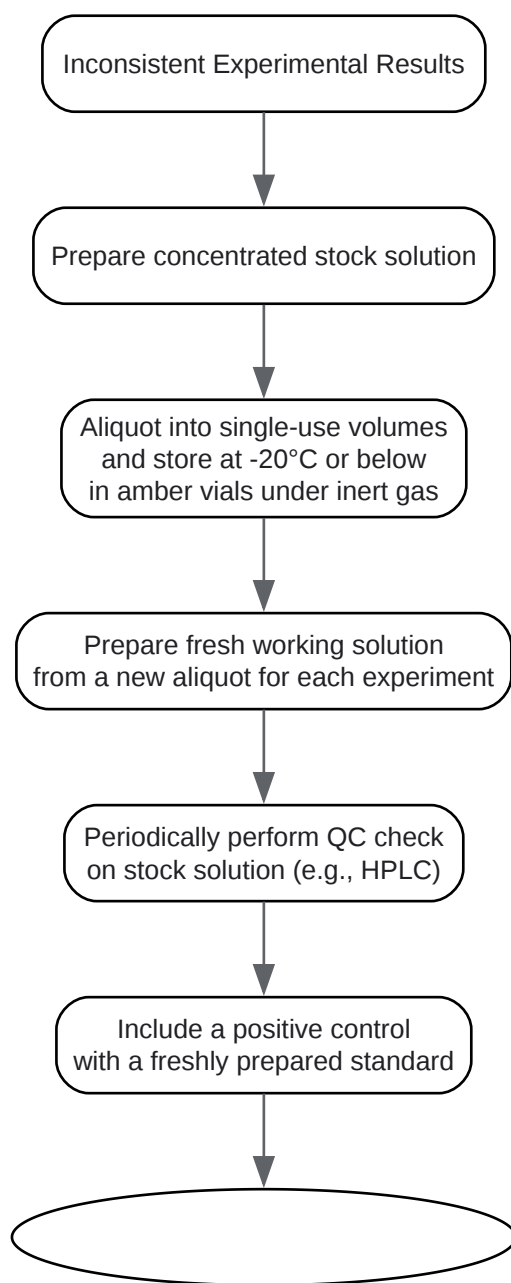 Inconsistent Experimental Results
Prepare concentrated stock solution
Aliquot into single-use volumes
and store at -20°C or below
in amber vials under inert gas
Prepare fresh working solution
from a new aliquot for each experiment
Periodically perform QC check
on stock solution (e.g., HPLC)
Include a positive control
with a freshly prepared standard